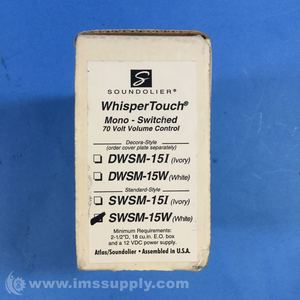 S
SOUNDOLIER
WhisperTouch®
Mono - Switched
70 Volt Volume Control
Decora-Style
(order cover plate separately)
DWSM-15I (Ivory)
DWSM-15W (White)
Standard-Style
SWSM-15I (Ivory)
SWSM-15W (White)
Minimum Requirements:
2-1/2"D, 18 cu.in. E.O. box
and a 12 VDC power supply.
Atlas/Soundolier • Assembled in U.S.A.
© www.imssupply.com